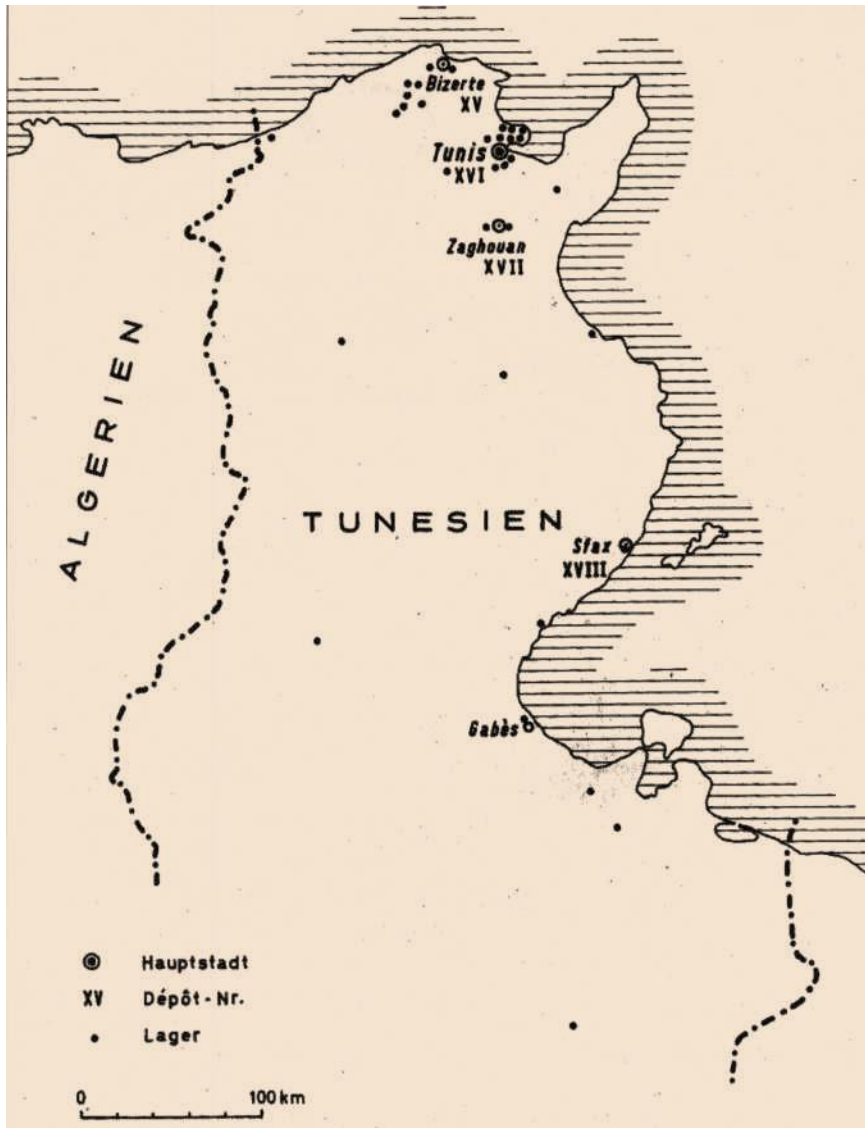 Bizerte
XV
Tunis
XVI
Zaghouan
XVII
ALGERIEN
TUNESIEN
Sfax
XVIII
Gabès
Hauptstadt
XV Dépôt-Nr.
Lager
0 100 km